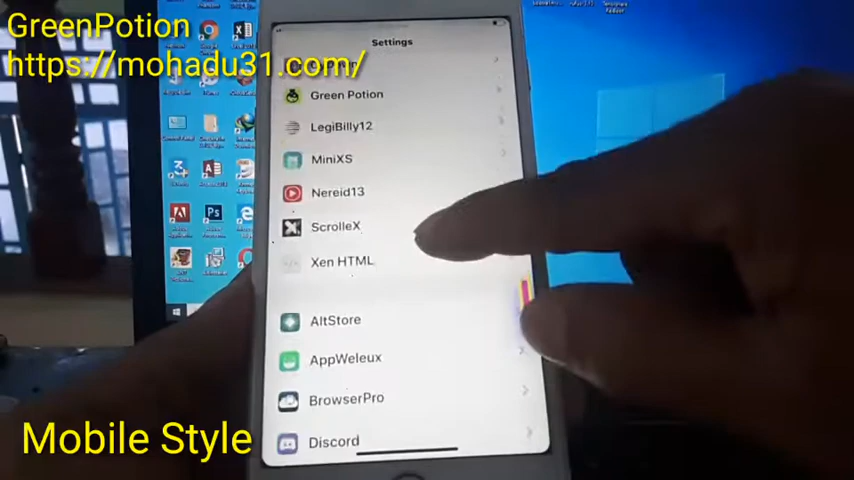 GreenPotion
https://mohadu31.com/
Settings
Green Potion
LegiBilly12
MiniXS
Nereid13
ScrolleX
Xen HTML
AltStore
AppWeleux
BrowserPro
Discord
Mobile Style